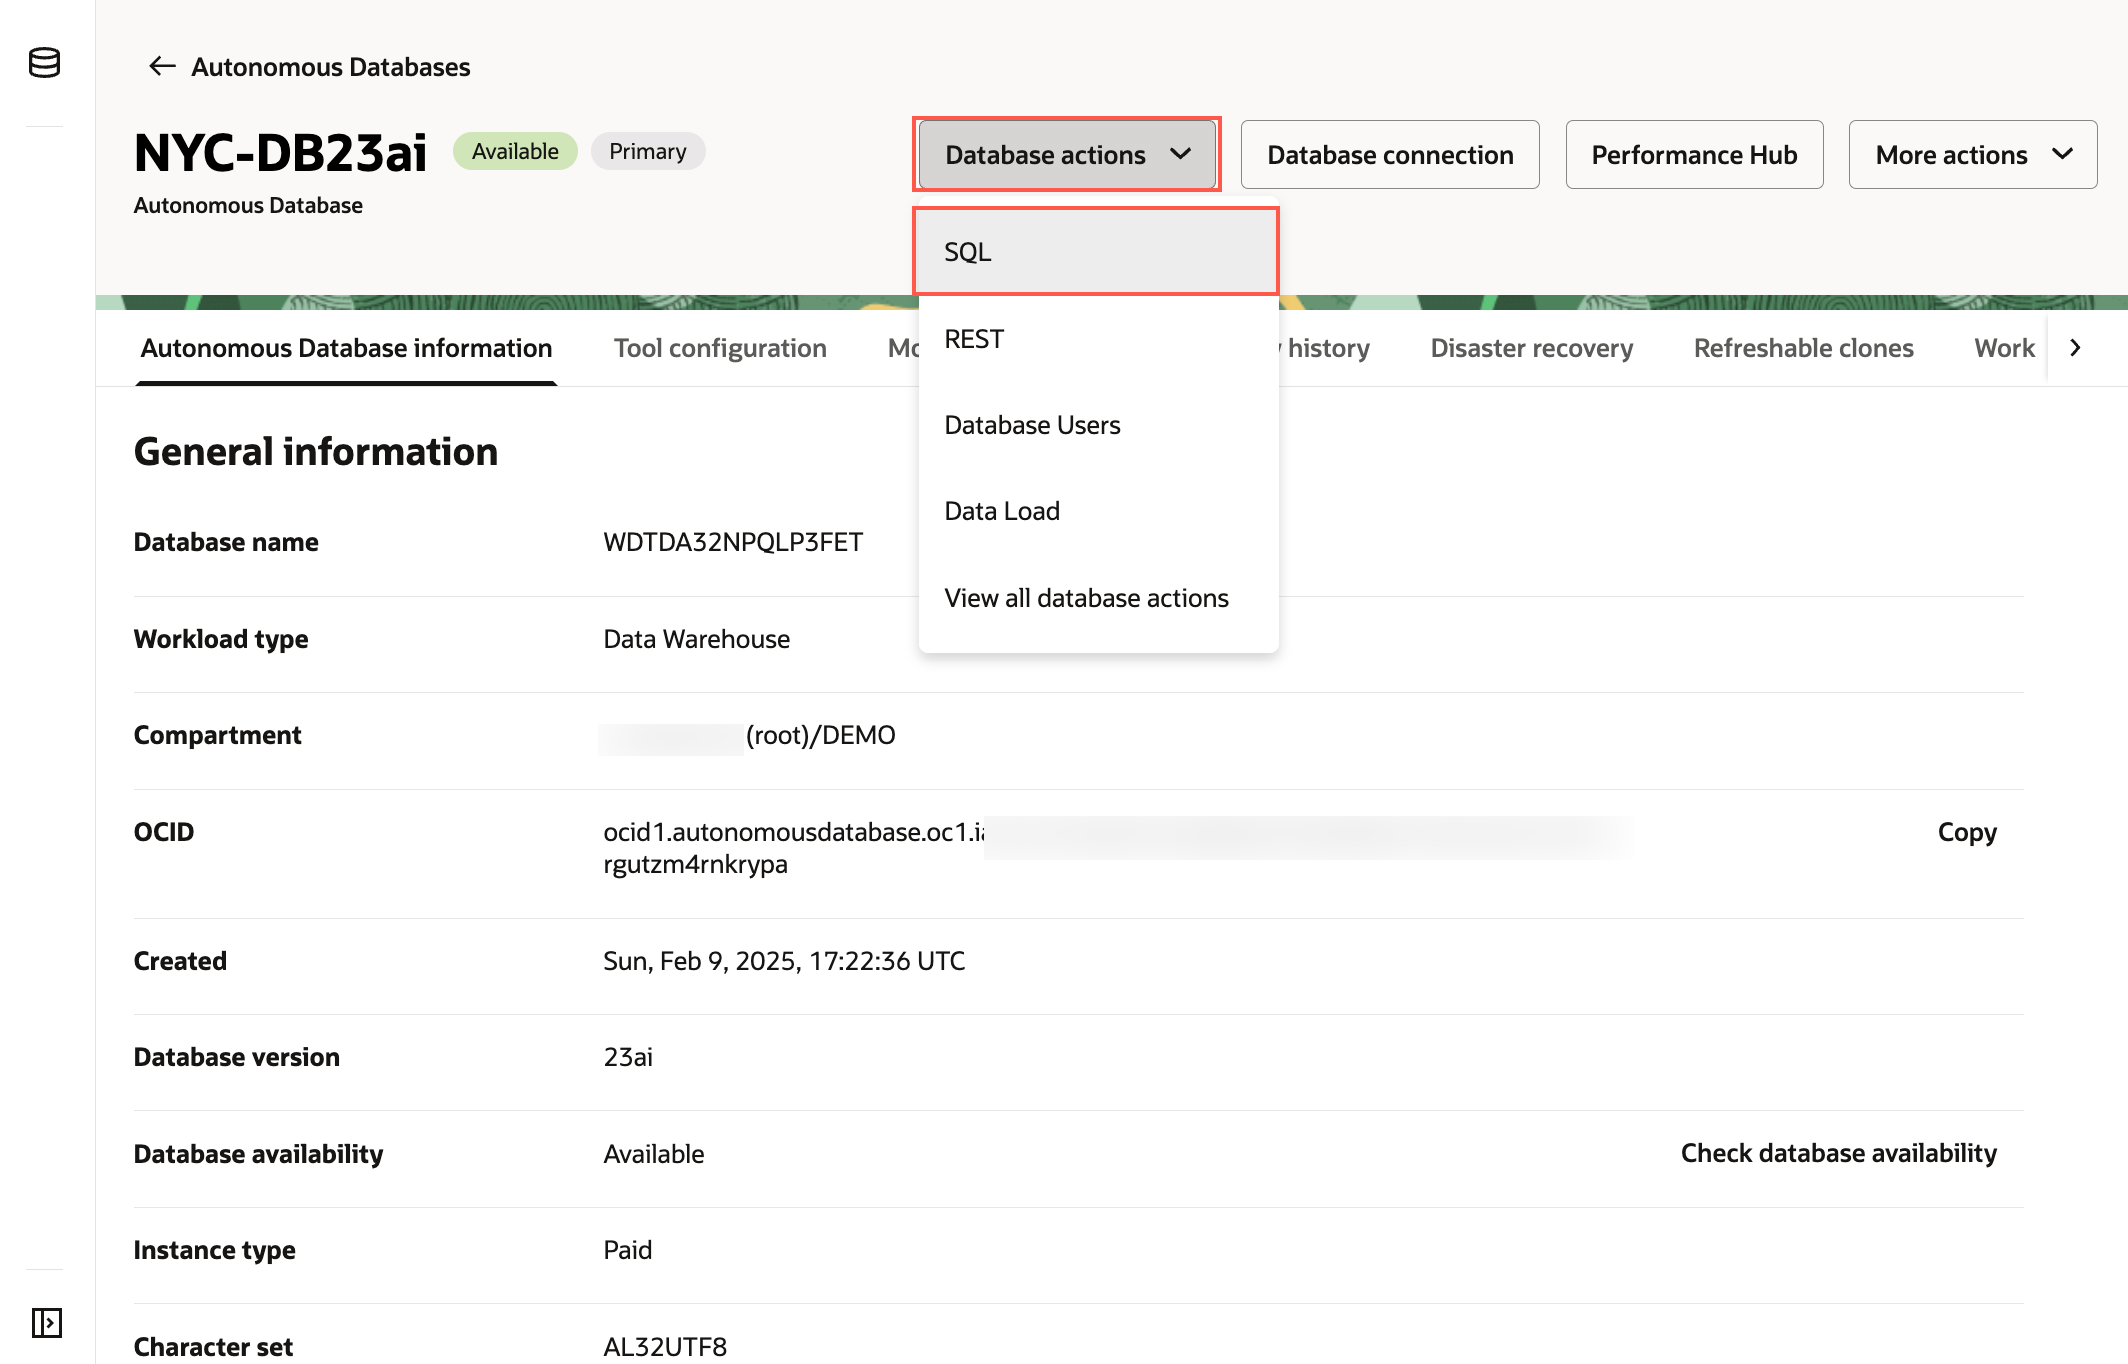 Autonomous Databases
NYC-DB23ai
Available
Primary
Autonomous Database
Database actions
Database connection
Performance Hub
More actions
SQL
REST
Database Users
Data Load
View all database actions
Autonomous Database information
Tool configuration
history
Disaster recovery
Refreshable clones
Work
General information
Database name
WDTDA32NPQLP3FET
Workload type
Data Warehouse
Compartment
(root)/DEMO
OCID
ocid1.autonomousdatabase.oc1.i
rgutzm4rnkrypa
Copy
Created
Sun, Feb 9, 2025, 17:22:36 UTC
Database version
23ai
Database availability
Available
Check database availability
Instance type
Paid
Character set
AL32UTF8